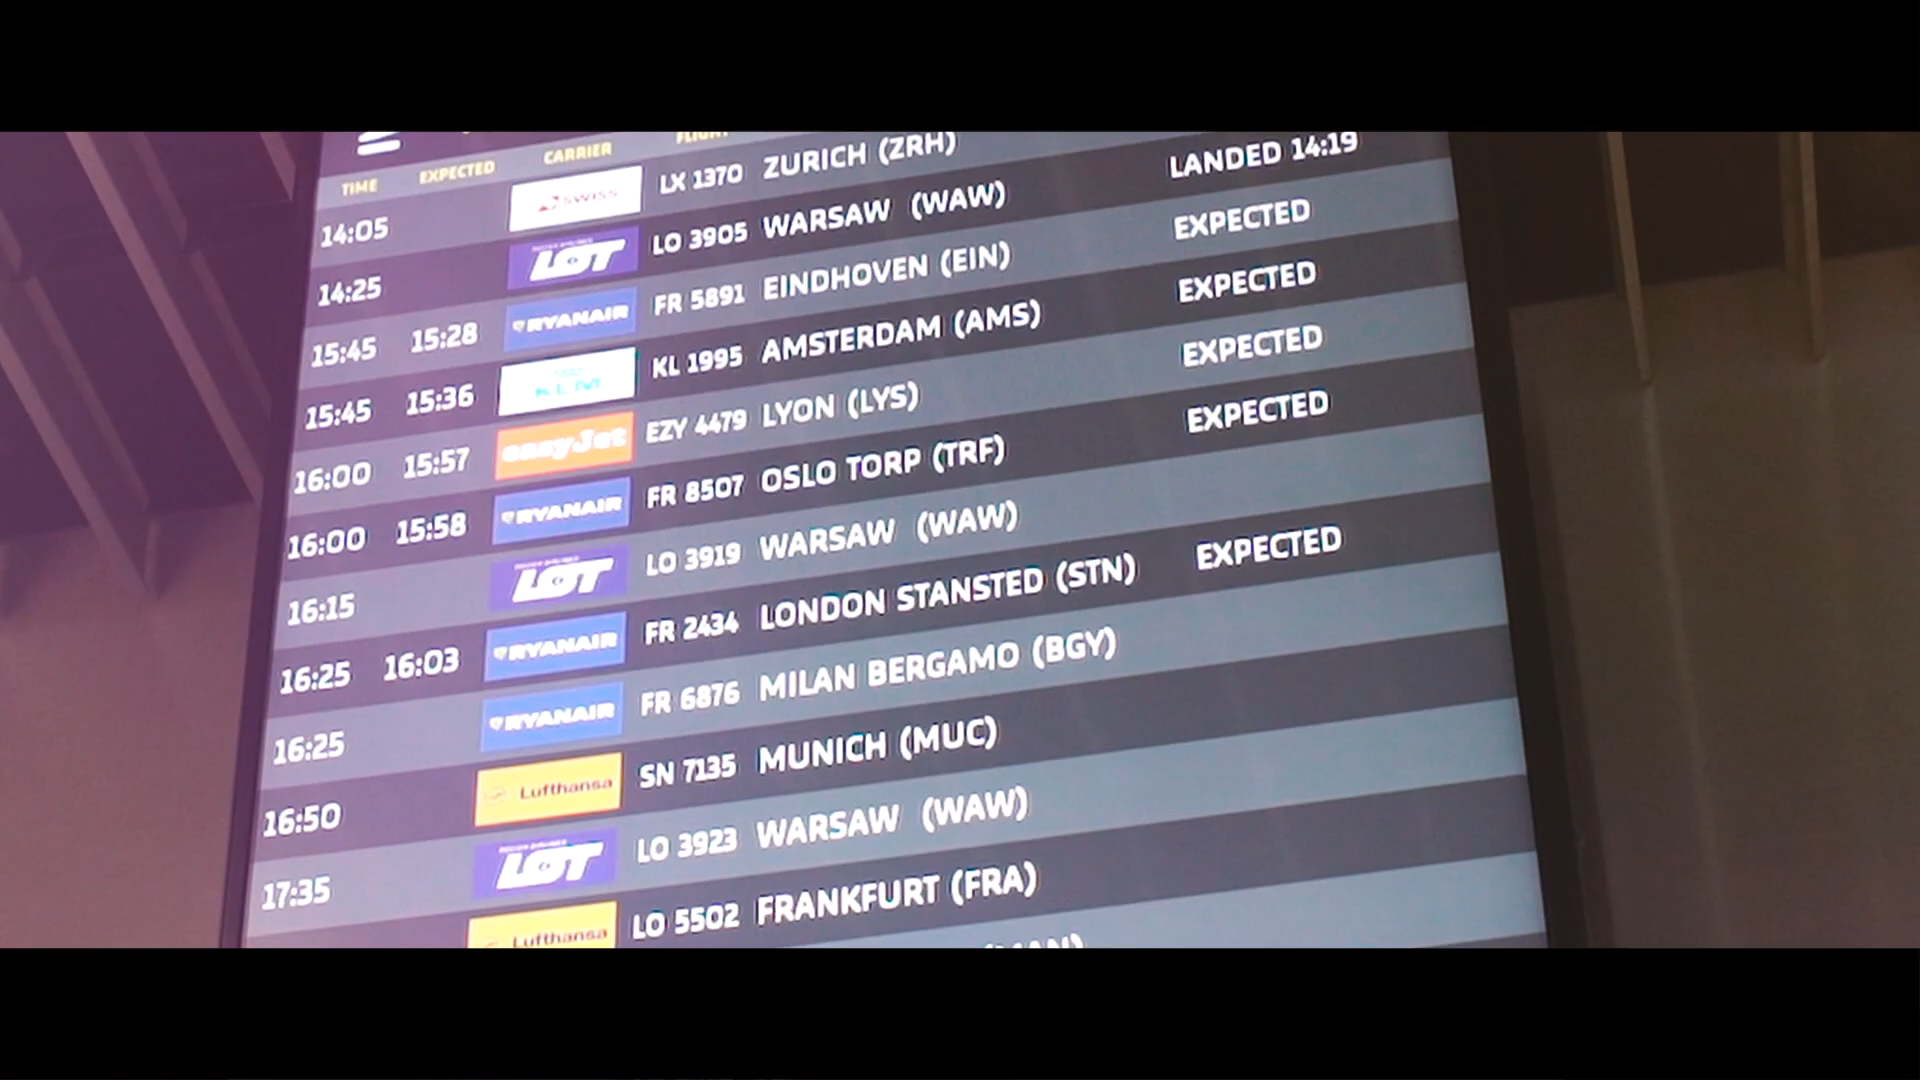 TIME EXPECTED CARRIER FLIGHT
14:05 SWISS LX 1370 ZURICH (ZRH)
14:25 LOT LO 3905 WARSAW (WAW) LANDED 14:19
15:45 15:28 RYANAIR FR 5891 EINDHOVEN (EIN) EXPECTED
15:45 15:36 KLM KL 1995 AMSTERDAM (AMS) EXPECTED
16:00 15:57 easyJet EZY 4479 LYON (LYS) EXPECTED
16:00 15:58 RYANAIR FR 8507 OSLO TORP (TRF) EXPECTED
16:15 LOT LO 3919 WARSAW (WAW)
16:25 16:03 RYANAIR FR 2434 LONDON STANSTED (STN) EXPECTED
16:25 RYANAIR FR 6876 MILAN BERGAMO (BGY)
16:50 Lufthansa SN 7135 MUNICH (MUC)
17:35 LOT LO 3923 WARSAW (WAW)
Lufthansa LO 5502 FRANKFURT (FRA)
(MAN)